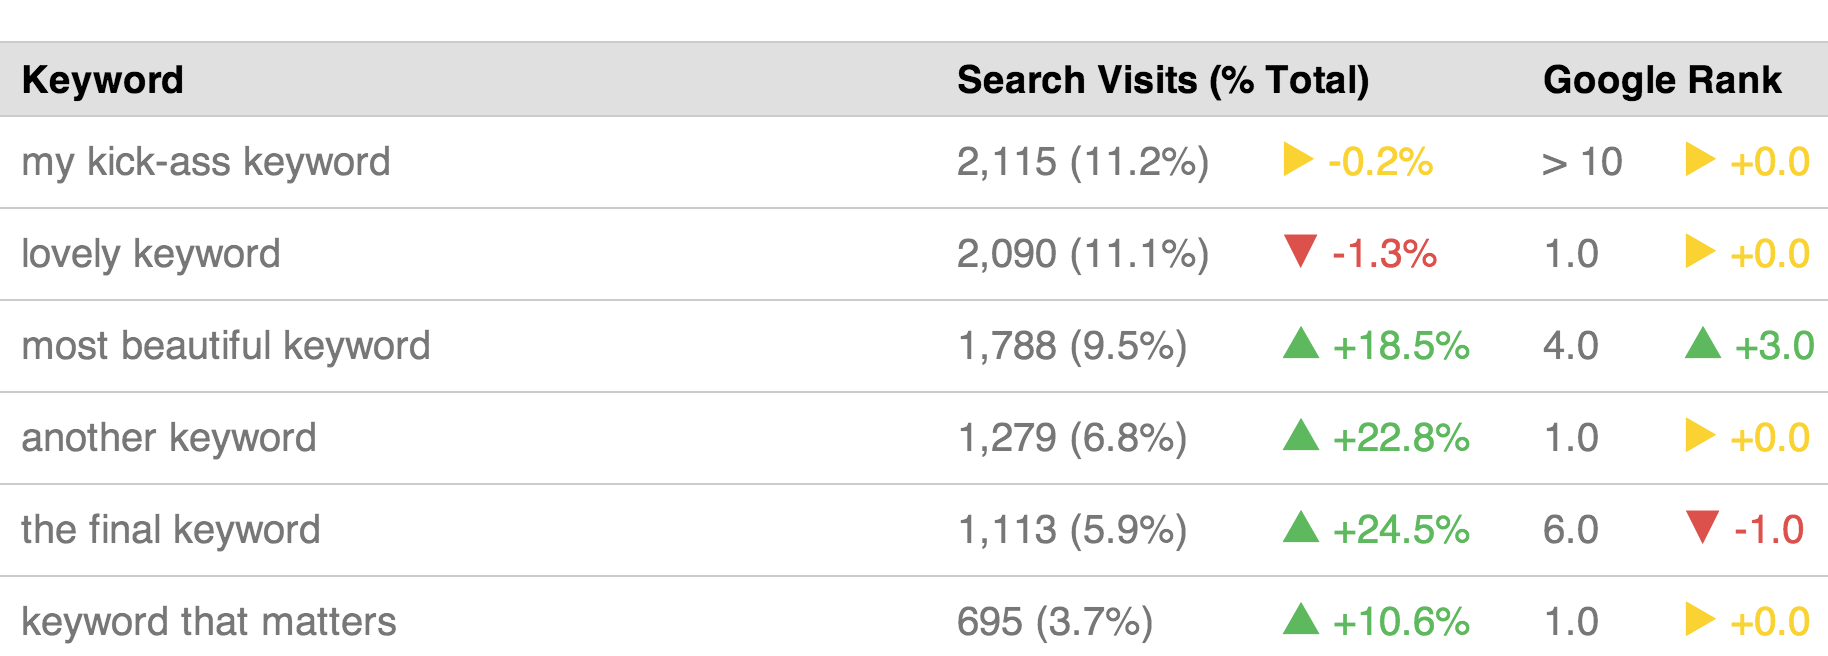 Keyword Search Visits (% Total) Google Rank
my kick-ass keyword 2,115 (11.2%) -0.2% > 10 +0.0
lovely keyword 2,090 (11.1%) -1.3% 1.0 +0.0
most beautiful keyword 1,788 (9.5%) +18.5% 4.0 +3.0
another keyword 1,279 (6.8%) +22.8% 1.0 +0.0
the final keyword 1,113 (5.9%) +24.5% 6.0 -1.0
keyword that matters 695 (3.7%) +10.6% 1.0 +0.0